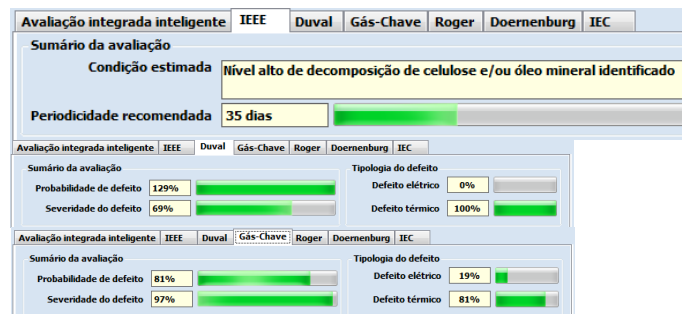 Avaliação integrada inteligente IEEE Duval Gás-Chave Roger Doernenburg IEC
Sumário da avaliação
Condição estimada Nível alto de decomposição de celulose e/ou óleo mineral identificado
Periodicidade recomendada 35 dias
Avaliação integrada inteligente IEEE Duval Gás-Chave Roger Doernenburg IEC
Sumário da avaliação Tipologia do defeito
Probabilidade de defeito 129% Defeito elétrico 0%
Severidade do defeito 69% Defeito térmico 100%
Avaliação integrada inteligente IEEE Duval Gás-Chave Roger Doernenburg IEC
Sumário da avaliação Tipologia do defeito
Probabilidade de defeito 81% Defeito elétrico 19%
Severidade do defeito 97% Defeito térmico 81%